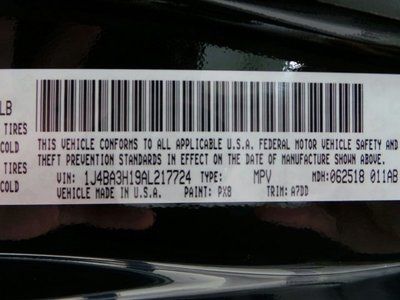 LB
TIRES
COLD
TIRES
COLD
THIS VEHICLE CONFORMS TO ALL APPLICABLE U.S.A. FEDERAL MOTOR VEHICLE SAFETY AND
THEFT PREVENTION STANDARDS IN EFFECT ON THE DATE OF MANUFACTURE SHOWN ABOVE.
VIN: 1J4BA3H19AL217724 TYPE: MPV MDH: 062518 011AB
VEHICLE MADE IN U.S.A. PAINT: PX8 TRIM: A7DD